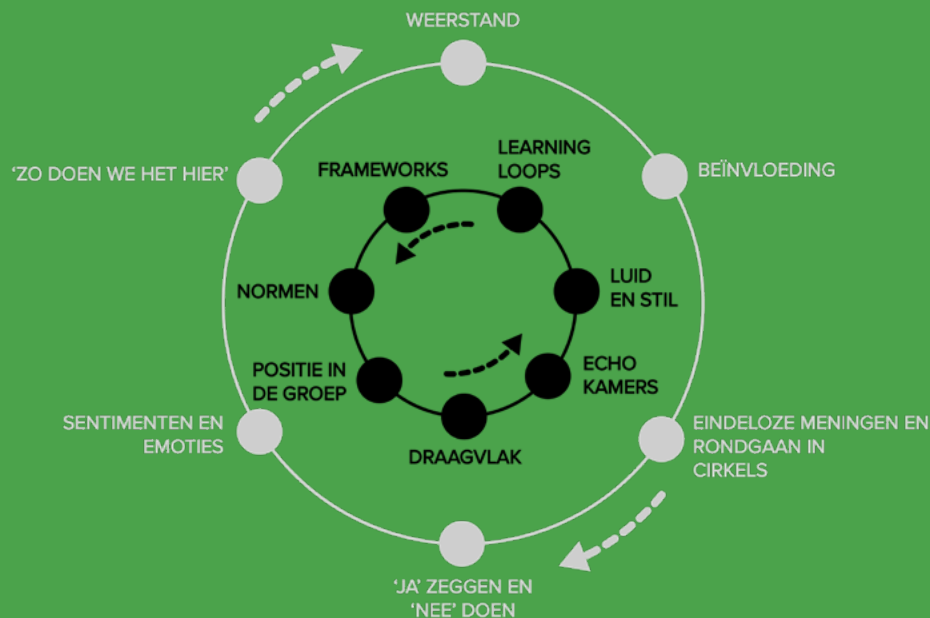 WEERSTAND
LEARNING
LOOPS
FRAMEWORKS
'ZO DOEN WE HET HIER'
BEÏNVLOEDING
NORMEN
LUID
EN STIL
POSITIE IN
DE GROEP
ECHO
KAMERS
SENTIMENTEN EN
EMOTIES
EINDELOZE MENINGEN EN
RONDGAAN IN
CIRKELS
DRAAGVLAK
'JA' ZEGGEN EN
'NEE' DOEN